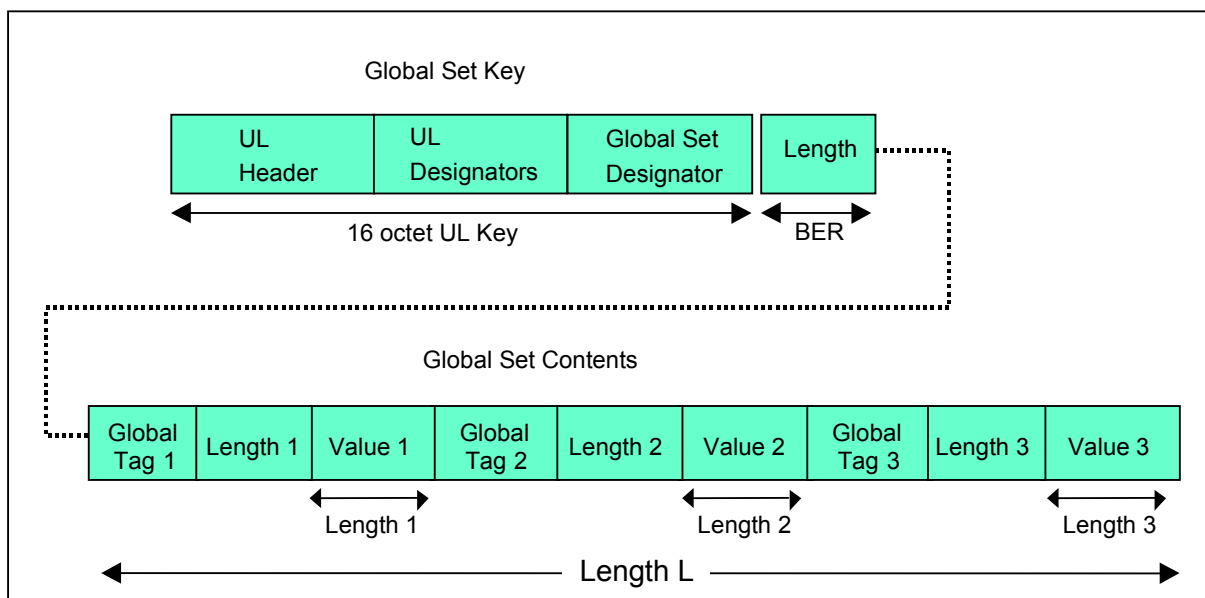 Global Set Key
UL Header
UL Designators
Global Set Designator
Length
16 octet UL Key
BER
Global Set Contents
Global Tag 1
Length 1
Value 1
Global Tag 2
Length 2
Value 2
Global Tag 3
Length 3
Value 3
Length 1
Length 2
Length 3
Length L